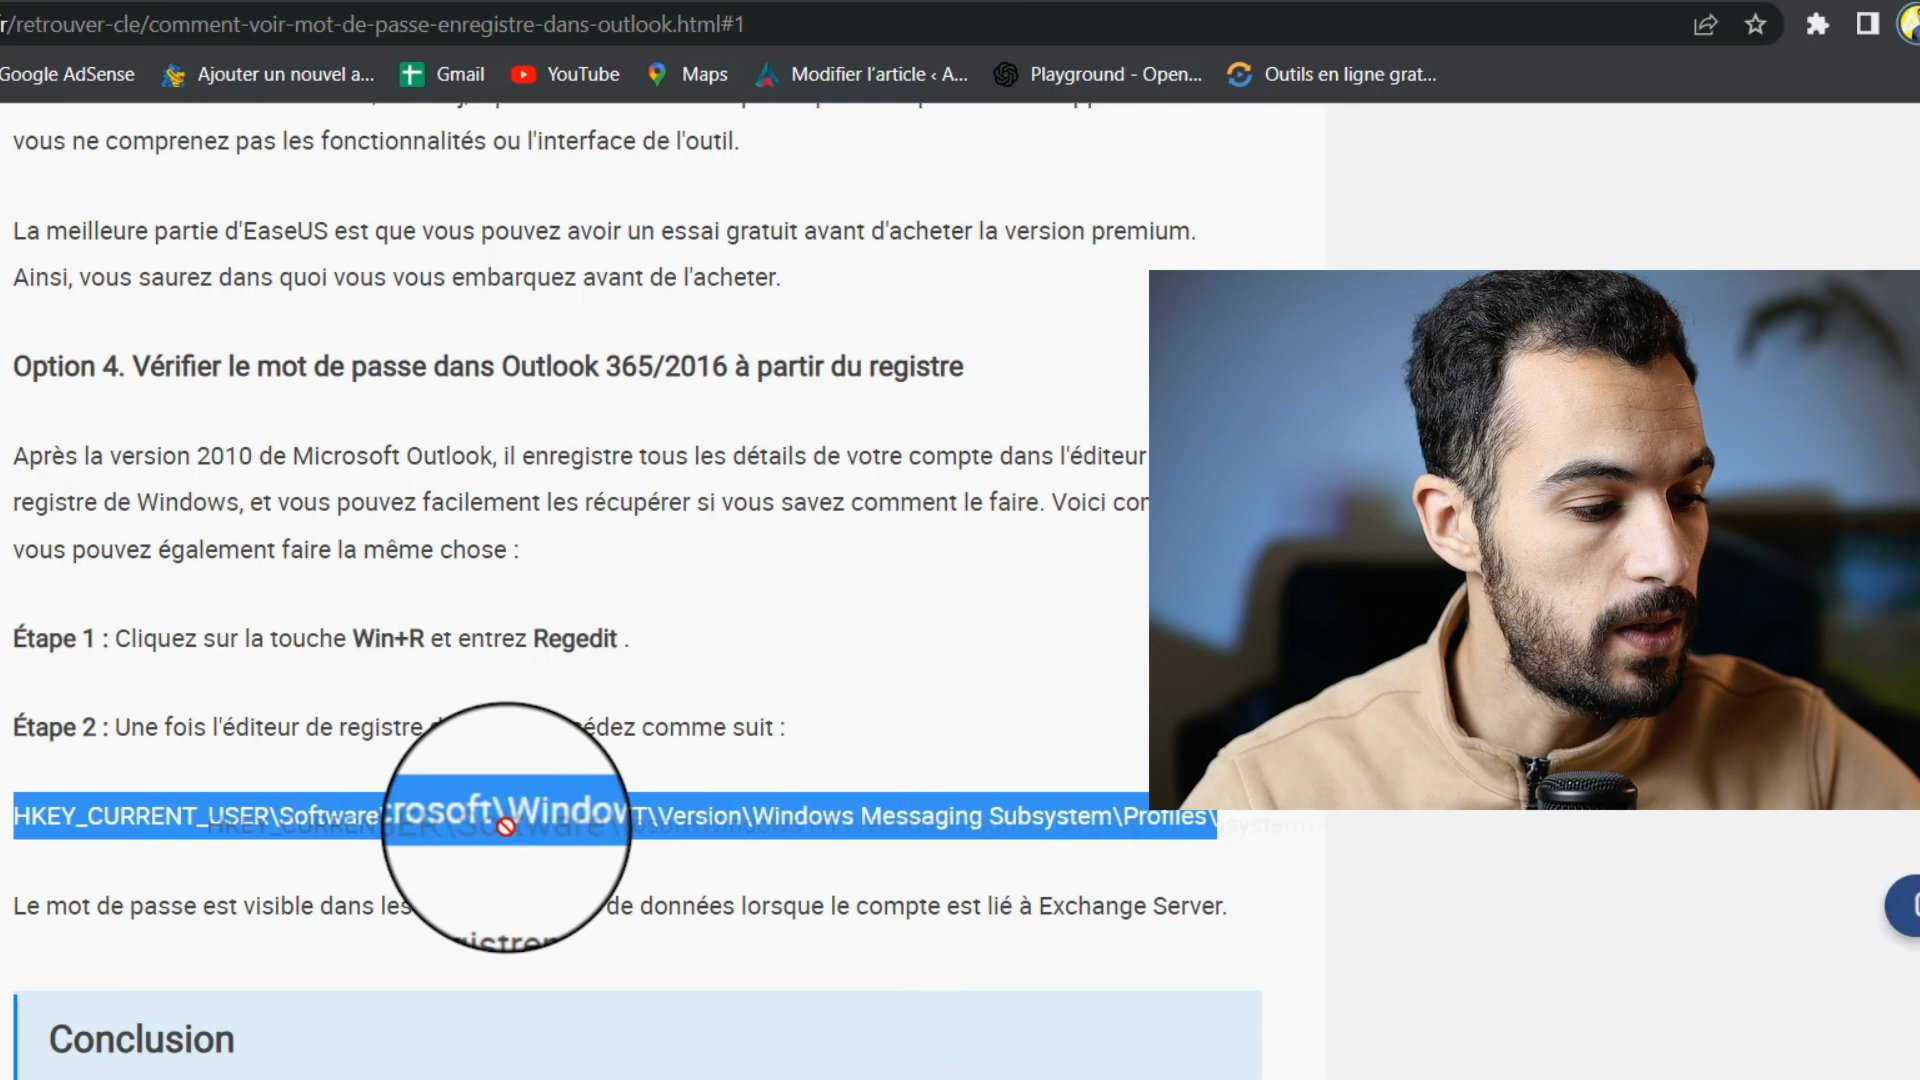 r/retrouver-cle/comment-voir-mot-de-passe-enregistre-dans-outlook.html#1
Google AdSense Ajouter un nouvel a... Gmail YouTube Maps Modifier l'article ‹ A... Playground - Open... Outils en ligne grat...
vous ne comprenez pas les fonctionnalités ou l'interface de l'outil.
La meilleure partie d'EaseUS est que vous pouvez avoir un essai gratuit avant d'acheter la version premium.
Ainsi, vous saurez dans quoi vous vous embarquez avant de l'acheter.
Option 4. Vérifier le mot de passe dans Outlook 365/2016 à partir du registre
Après la version 2010 de Microsoft Outlook, il enregistre tous les détails de votre compte dans l'éditeur
registre de Windows, et vous pouvez facilement les récupérer si vous savez comment le faire. Voici con
vous pouvez également faire la même chose :
Étape 1 : Cliquez sur la touche Win+R et entrez Regedit .
Étape 2 : Une fois l'éditeur de registre édez comme suit :
HKEY_CURRENT_USER\Software\crosoft\Window T\Version\Windows Messaging Subsystem\Profiles\
Le mot de passe est visible dans les de données lorsque le compte est lié à Exchange Server.
Conclusion